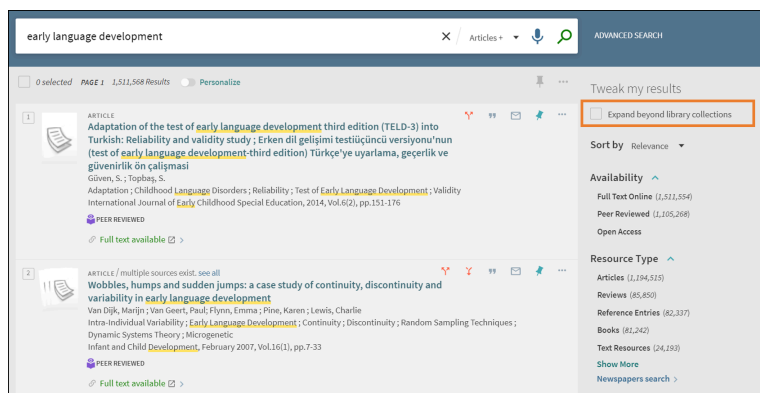 early language development
Articles +
ADVANCED SEARCH
0 selected PAGE 1 1,511,568 Results Personalize
1
ARTICLE
Adaptation of the test of early language development third edition (TELD-3) into
Turkish: Reliability and validity study ; Erken dil gelişimi testiüçüncü versiyonu'nun
(test of early language development-third edition) Türkçe'ye uyarlama, geçerlik ve
güvenirlik ön çalişmasi
Güven, S. ; Topbaş, S.
Adaptation ; Childhood Language Disorders ; Reliability ; Test of Early Language Development ; Validity
International Journal of Early Childhood Special Education, 2014, Vol.6(2), pp.151-176
PEER REVIEWED
Full text available >
2
ARTICLE / multiple sources exist. see all
Wobbles, humps and sudden jumps: a case study of continuity, discontinuity and
variability in early language development
Van Dijk, Marijn ; Van Geert, Paul; Flynn, Emma ; Pine, Karen ; Lewis, Charlie
Intra-Individual Variability ; Early Language Development ; Continuity ; Discontinuity ; Random Sampling Techniques ;
Dynamic Systems Theory ; Microgenetic
Infant and Child Development, February 2007, Vol.16(1), pp.7-33
PEER REVIEWED
Full text available >
Tweak my results
Expand beyond library collections
Sort by Relevance
Availability
Full Text Online (1,511,554)
Peer Reviewed (1,105,268)
Open Access
Resource Type
Articles (1,194,515)
Reviews (85,850)
Reference Entries (82,337)
Books (81,242)
Text Resources (24,193)
Show More
Newspapers search >